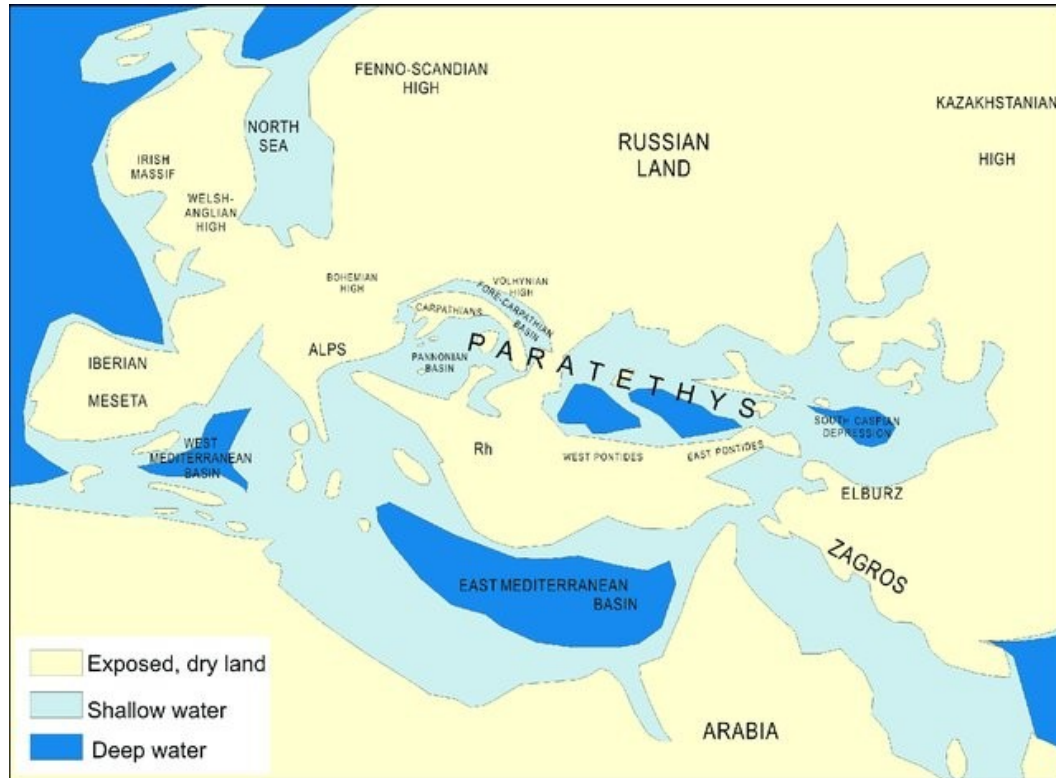 FENNO-SCANDIAN
HIGH
KAZAKHSTANIAN
HIGH
NORTH
SEA
RUSSIAN
LAND
IRISH
MASSIF
WELSH-
ANGLIAN
HIGH
BOHEMIAN
HIGH
VOLHYNIAN
HIGH
FORE-CARPATHIAN
BASIN
CARPATHIANS
PARATETHYS
ALPS
PANNONIAN
BASIN
IBERIAN
MESETA
WEST
MEDITERRANEAN
BASIN
Rh
WEST PONTIDES
EAST PONTIDES
SOUTH CASPIAN
DEPRESSION
ELBURZ
ZAGROS
EAST MEDITERRANEAN
BASIN
ARABIA
Exposed, dry land
Shallow water
Deep water